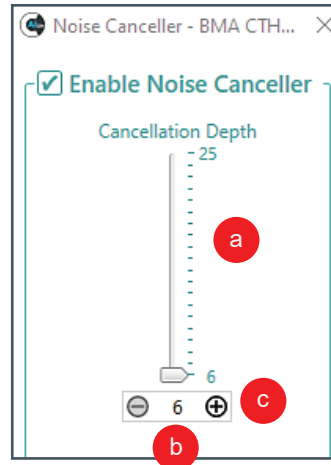 Noise Canceller - BMA CTH...
Enable Noise Canceller
Cancellation Depth
25
a
6
6
c
b